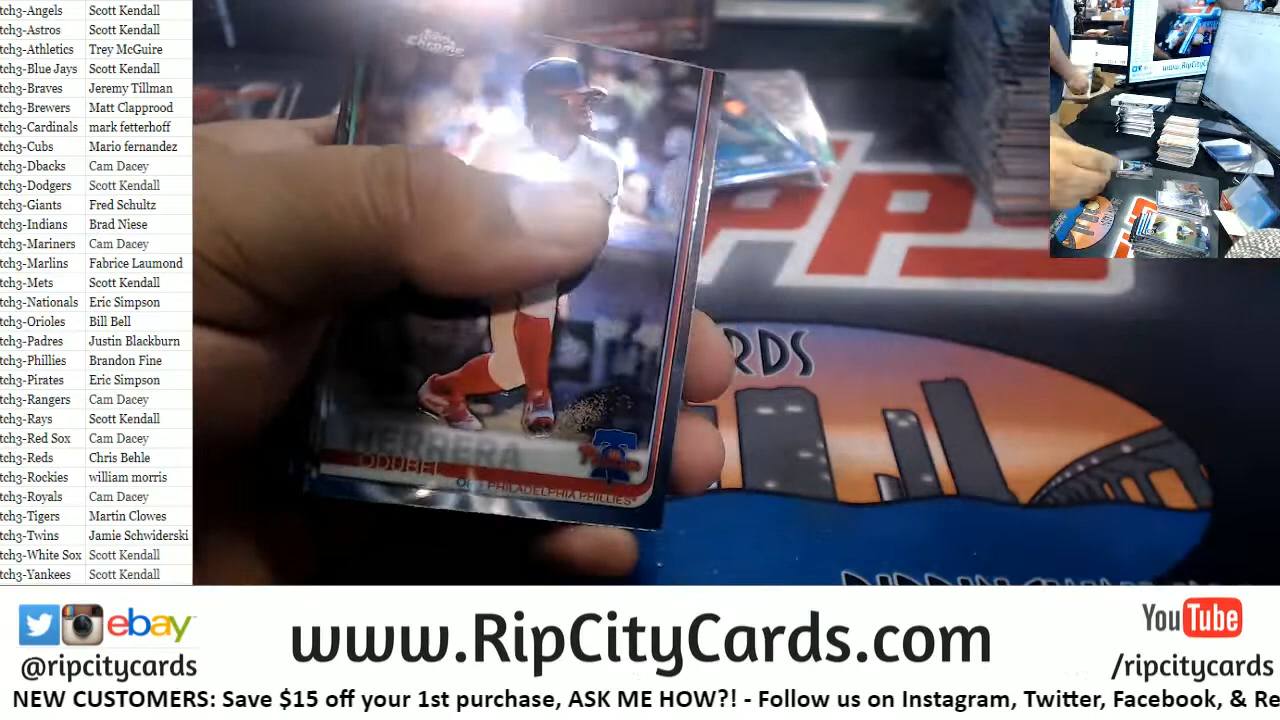 tch3-Angels Scott Kendall
tch3-Astros Scott Kendall
tch3-Athletics Trey McGuire
tch3-Blue Jays Scott Kendall
tch3-Braves Jeremy Tillman
tch3-Brewers Matt Clapprood
tch3-Cardinals mark fetterhoff
tch3-Cubs Mario fernandez
tch3-Dbacks Cam Dacey
tch3-Dodgers Scott Kendall
tch3-Giants Fred Schultz
tch3-Indians Brad Niese
tch3-Mariners Cam Dacey
tch3-Marlins Fabrice Laumond
tch3-Mets Scott Kendall
tch3-Nationals Eric Simpson
tch3-Orioles Bill Bell
tch3-Padres Justin Blackburn
tch3-Phillies Brandon Fine
tch3-Pirates Eric Simpson
tch3-Rangers Cam Dacey
tch3-Rays Scott Kendall
tch3-Red Sox Cam Dacey
tch3-Reds Chris Behle
tch3-Rockies william morris
tch3-Royals Cam Dacey
tch3-Tigers Martin Clowes
tch3-Twins Jamie Schwiderski
tch3-White Sox Scott Kendall
tch3-Yankees Scott Kendall
HERRERA
ODUBEL
OF PHILADELPHIA PHILLIES
Phillies
PP
RDS
ebay
@ripcitycards
www.RipCityCards.com
YouTube
/ripcitycards
NEW CUSTOMERS: Save $15 off your 1st purchase, ASK ME HOW?! - Follow us on Instagram, Twitter, Facebook, & Re